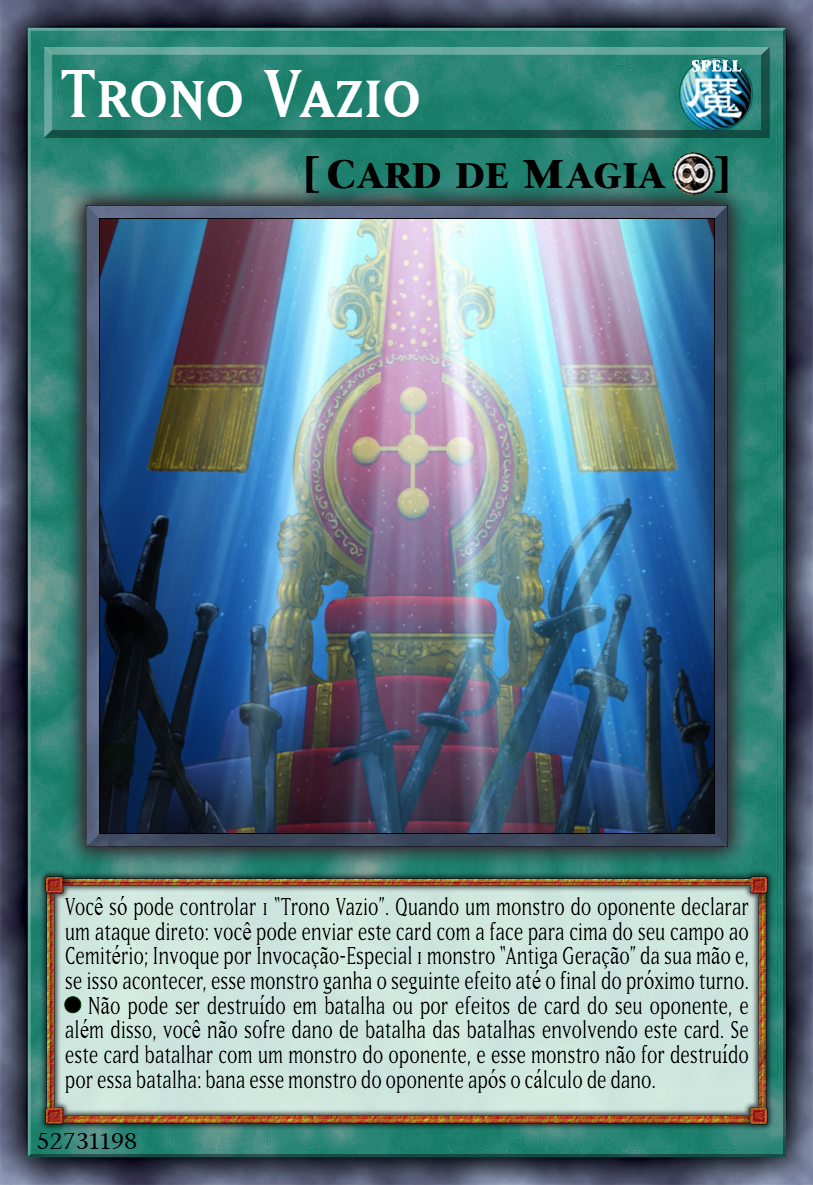 Trono Vazio
SPELL
魔
[Card de Magia ]
Você só pode controlar 1 "Trono Vazio". Quando um monstro do oponente declarar
um ataque direto: você pode enviar este card com a face para cima do seu campo ao
Cemitério; Invoque por Invocação-Especial 1 monstro "Antiga Geração" da sua mão e,
se isso acontecer, esse monstro ganha o seguinte efeito até o final do próximo turno.
● Não pode ser destruído em batalha ou por efeitos de card do seu oponente, e
além disso, você não sofre dano de batalha das batalhas envolvendo este card. Se
este card batalhar com um monstro do oponente, e esse monstro não for destruído
por essa batalha: bana esse monstro do oponente após o cálculo de dano.
52731198